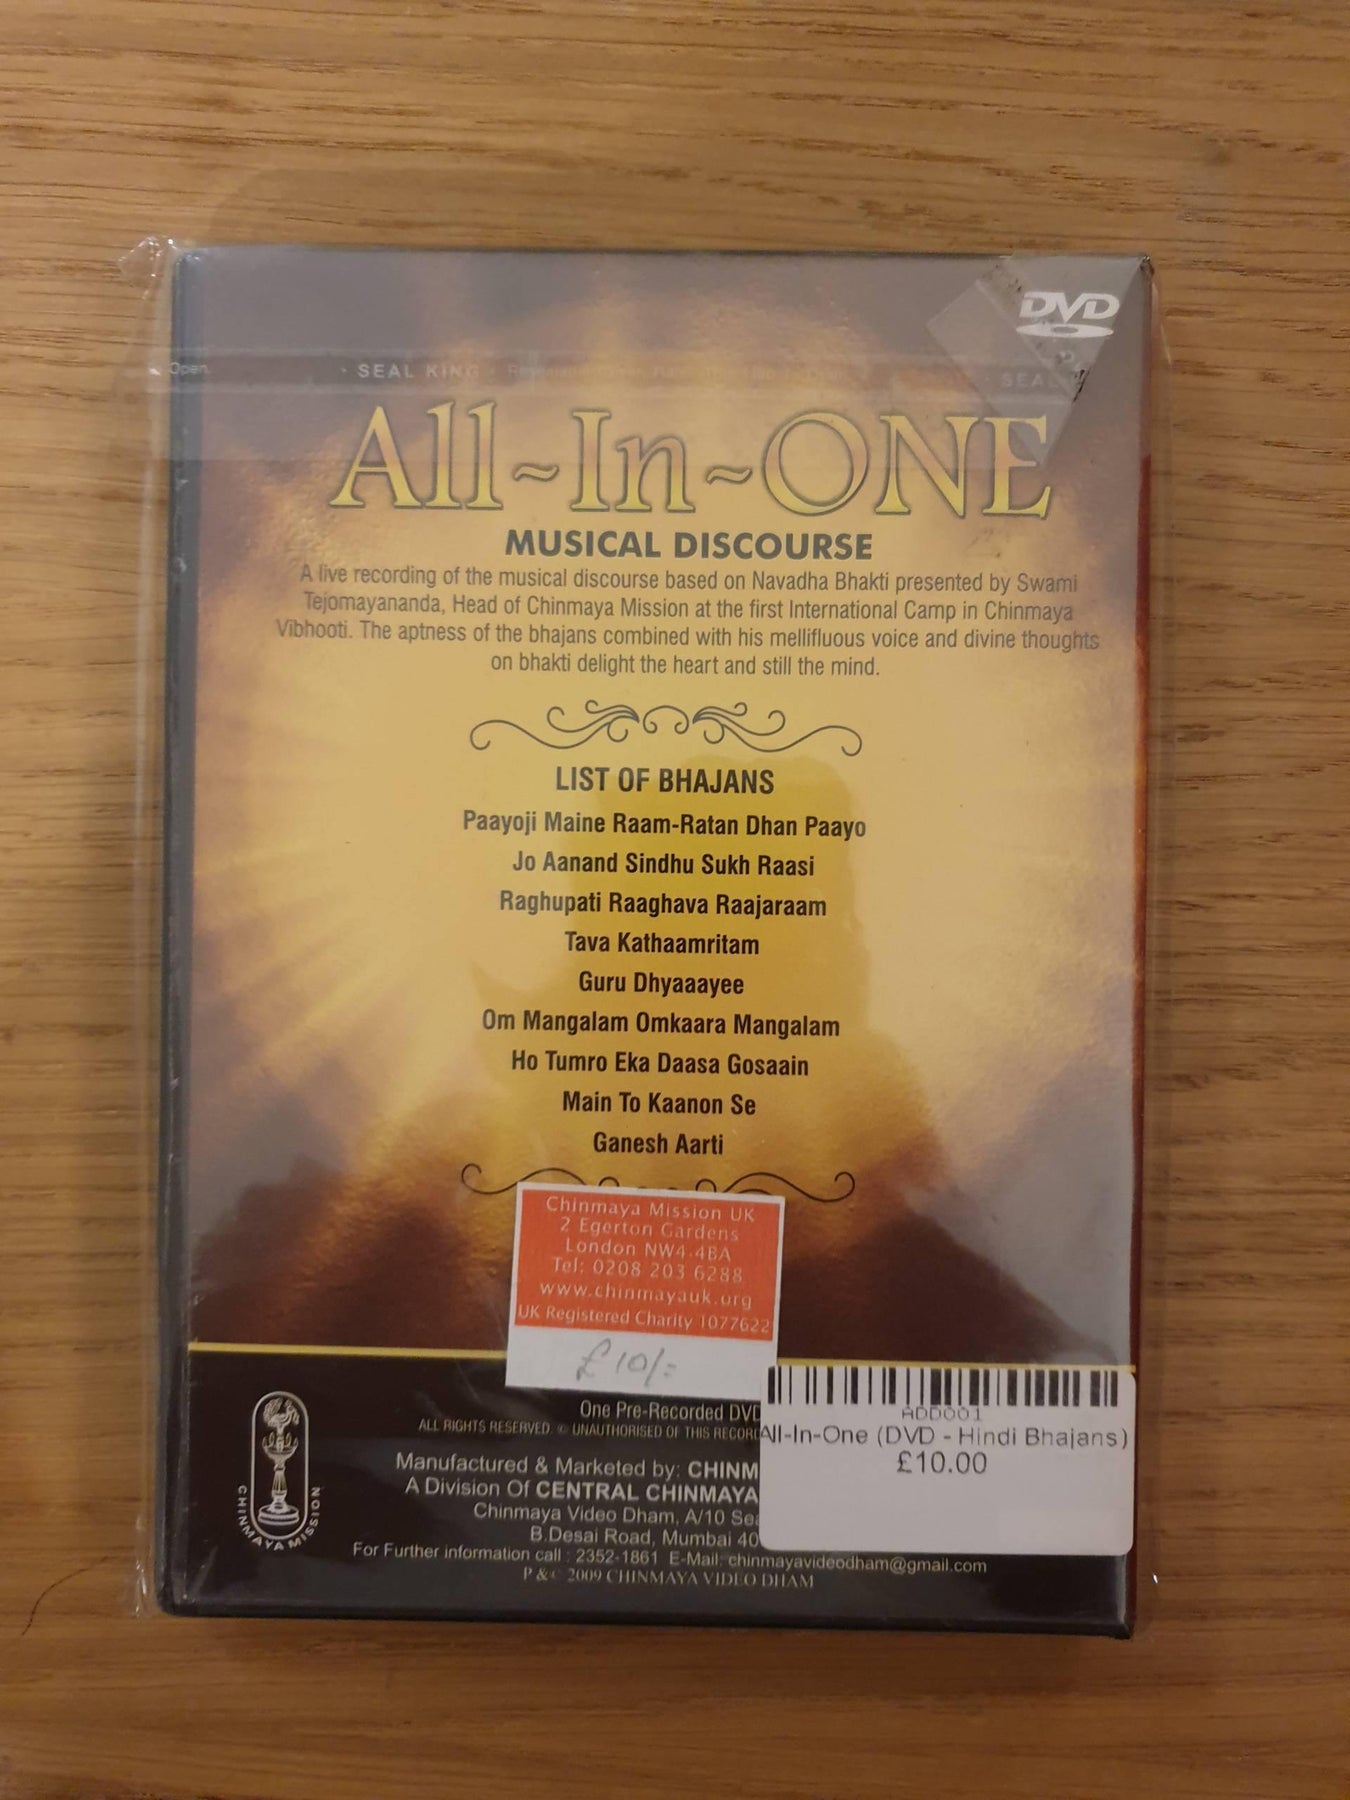 DVD
Open.
· SEAL KING ·
SEAL
All~In~ONE
MUSICAL DISCOURSE
A live recording of the musical discourse based on Navadha Bhakti presented by Swami
Tejomayananda, Head of Chinmaya Mission at the first International Camp in Chinmaya
Vibhooti. The aptness of the bhajans combined with his mellifluous voice and divine thoughts
on bhakti delight the heart and still the mind.
LIST OF BHAJANS
Paayoji Maine Raam-Ratan Dhan Paayo
Jo Aanand Sindhu Sukh Raasi
Raghupati Raaghava Raajaraam
Tava Kathaamritam
Guru Dhyaaayee
Om Mangalam Omkaara Mangalam
Ho Tumro Eka Daasa Gosaain
Main To Kaanon Se
Ganesh Aarti
Chinmaya Mission UK
2 Egerton Gardens
London NW4 4BA
Tel: 0208 203 6288
www.chinmayauk.org
UK Registered Charity 1077622
£10/=
ADD001
All-In-One (DVD - Hindi Bhajans)
£10.00
One Pre-Recorded DVD
ALL RIGHTS RESERVED. © UNAUTHORISED OF THIS RECORD
Manufactured & Marketed by: CHINM
A Division Of CENTRAL CHINMAYA
Chinmaya Video Dham, A/10 Sea
B.Desai Road, Mumbai 40
For Further information call : 2352-1861 E-Mail: chinmayavideodham@gmail.com
P & © 2009 CHINMAYA VIDEO DHAM
CHINMAYA MISSION